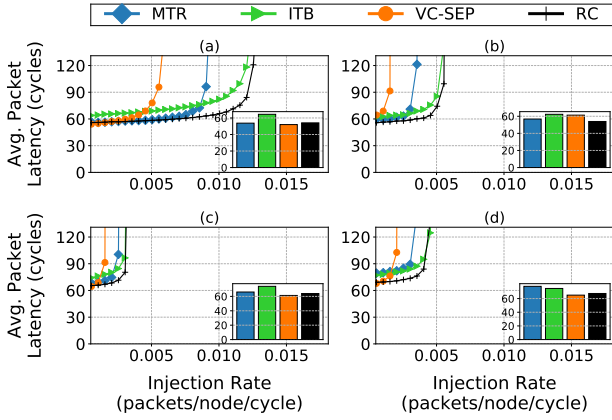 MTR ITB VC-SEP RC
(a) (b)
Avg. Packet
Latency (cycles)
120
90
60
30
0
0.005 0.010 0.015
40
20
0
60
120
90
60
30
0
0.005 0.010 0.015
60
40
20
0
(c) (d)
Avg. Packet
Latency (cycles)
120
90
60
30
0
0.005 0.010 0.015
60
40
20
0
120
90
60
30
0
0.005 0.010 0.015
60
40
20
0
Injection Rate
(packets/node/cycle)
Injection Rate
(packets/node/cycle)